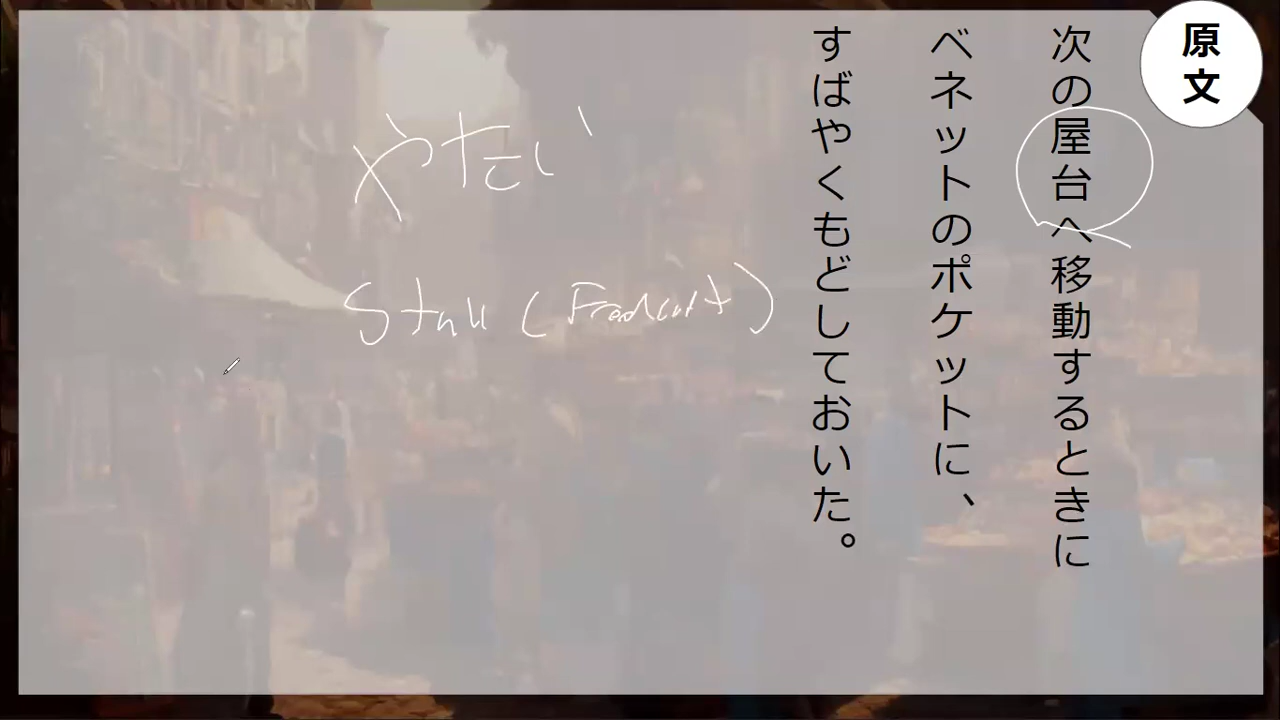 原文
次の屋台へ移動するときに
ベネットのポケットに、
すばやくもどしておいた。
やたい
Stall (Foodcart)